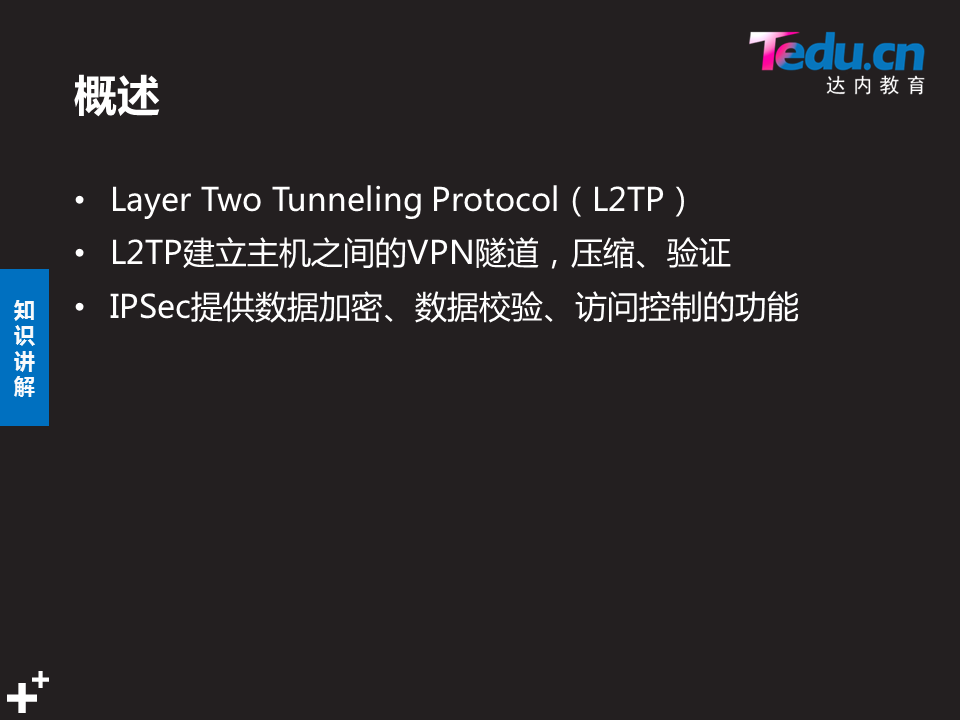 Tedu.cn
达内教育
概述
• Layer Two Tunneling Protocol（L2TP）
• L2TP建立主机之间的VPN隧道，压缩、验证
• IPSec提供数据加密、数据校验、访问控制的功能
知
识
讲
解